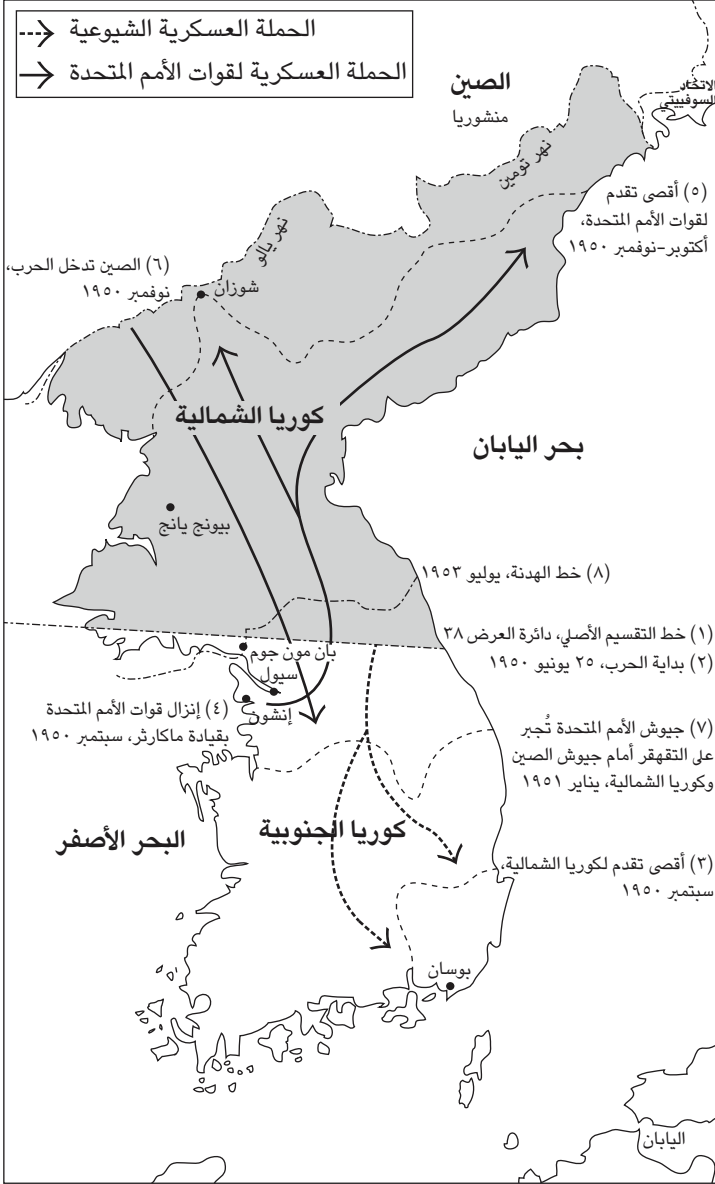 الحملة العسكرية الشيوعية
الحملة العسكرية لقوات الأمم المتحدة
الصين
منشوريا
الاتحاد
السوفييتي
نهر تومين
(٥) أقصى تقدم
لقوات الأمم المتحدة،
أكتوبر–نوفمبر ١٩٥٠
نهر يالو
(٦) الصين تدخل الحرب،
نوفمبر ١٩٥٠
شوزان
كوريا الشمالية
بحر اليابان
بيونج يانج
(٨) خط الهدنة، يوليو ١٩٥٣
(١) خط التقسيم الأصلي، دائرة العرض ٣٨
(٢) بداية الحرب، ٢٥ يونيو ١٩٥٠
بان مون جوم
سيول
إنشون
(٤) إنزال قوات الأمم المتحدة
بقيادة ماكارثر، سبتمبر ١٩٥٠
(٧) جيوش الأمم المتحدة تُجبر
على التقهقر أمام جيوش الصين
وكوريا الشمالية، يناير ١٩٥١
كوريا الجنوبية
البحر الأصفر
(٣) أقصى تقدم لكوريا الشمالية،
سبتمبر ١٩٥٠
بوسان
اليابان